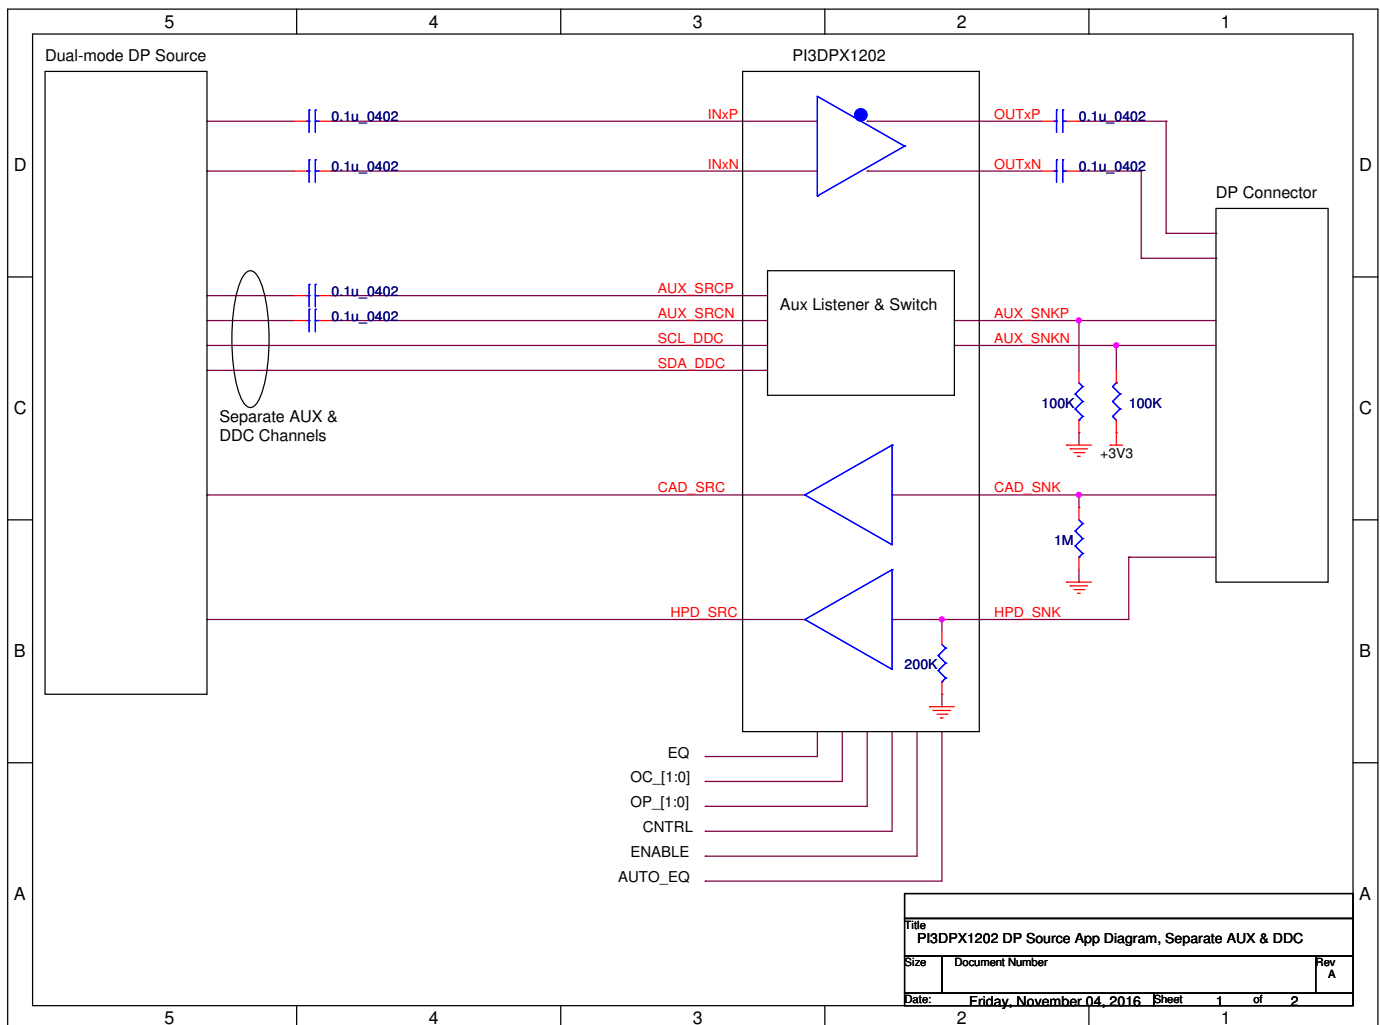 5 4 3 2 1
Dual-mode DP Source
PI3DPX1202
0.1u_0402 INxP OUTxP 0.1u_0402
D D
0.1u_0402 INxN OUTxN 0.1u_0402
DP Connector
0.1u_0402 AUX_SRCP
Aux Listener & Switch
0.1u_0402 AUX_SRCN AUX_SNKP
SCL_DDC AUX_SNKN
SDA_DDC
C 100K 100K C
Separate AUX &
DDC Channels
+3V3
CAD_SRC CAD_SNK
1M
HPD_SRC HPD_SNK
B B
200K
EQ
OC_[1:0]
OP_[1:0]
CNTRL
ENABLE
AUTO_EQ
A A
Title
PI3DPX1202 DP Source App Diagram, Separate AUX & DDC
Size Document Number Rev
A
Date: Friday, November 04, 2016 Sheet 1 of 2
5 4 3 2 1